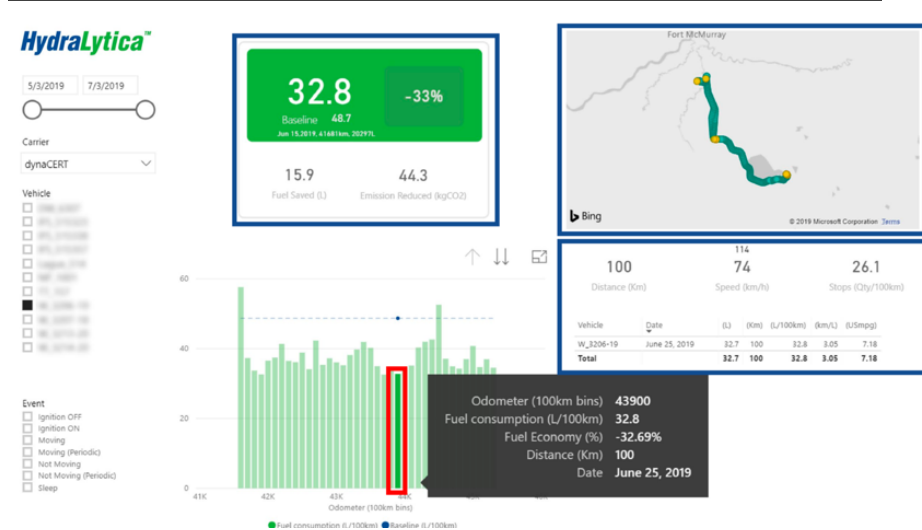 HydraLytica™
5/3/2019 7/3/2019
Carrier
dynaCERT
Vehicle
Event
Ignition OFF
Ignition ON
Moving
Moving (Periodic)
Not Moving
Not Moving (Periodic)
Sleep
32.8
-33%
Baseline 48.7
Jun 15,2019, 41681km, 20297L
15.9 44.3
Fuel Saved (L) Emission Reduced (kgCO2)
Fort McMurray
Bing
© 2019 Microsoft Corporation Terms
114
100 74 26.1
Distance (Km) Speed (km/h) Stops (Qty/100km)
Vehicle Date (L) (Km) (L/100km) (km/L) (USmpg)
W_3206-19 June 25, 2019 32.7 100 32.8 3.05 7.18
Total 32.7 100 32.8 3.05 7.18
60
40
20
0
41K 42K 43K 44K
Odometer (100km bins)
Fuel consumption (L/100km) Baseline (L/100km)
Odometer (100km bins) 43900
Fuel consumption (L/100km) 32.8
Fuel Economy (%) -32.69%
Distance (Km) 100
Date June 25, 2019